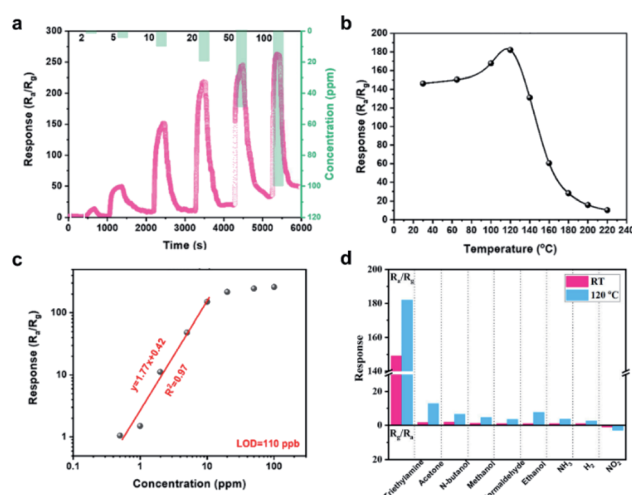 a
2 5 10 20 50 100
300
250
200
150
100
50
0
Response (Ra/Rg)
0
20
40
60
80
100
120
Concentration (ppm)
0 1000 2000 3000 4000 5000 6000
Time (s)
b
200
180
160
140
120
100
80
60
40
20
0
Response (Ra/Rg)
0 20 40 60 80 100 120 140 160 180 200 220 240
Temperature (°C)
c
100
10
1
Response (Ra/Rg)
y=1.77x+0.42
R²=0.97
LOD=110 ppb
0.1 1 10 100
Concentration (ppm)
d
200
180
160
140
20
0
20
Response
Ra/Rg
Rg/Ra
RT
120 °C
Triethylamine
Acetone
N-butanol
Methanol
Ethanol
NH₃
H₂
NO₂